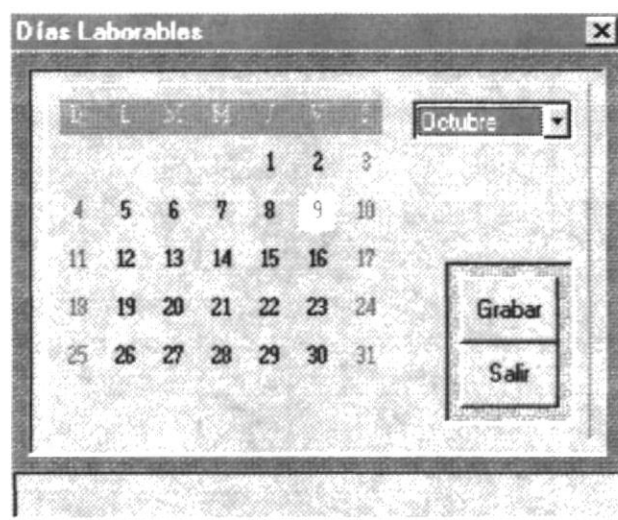 Días Laborables
D L M M J V S
Octubre
1 2 3
4 5 6 7 8 9 10
11 12 13 14 15 16 17
18 19 20 21 22 23 24
25 26 27 28 29 30 31
Grabar
Salir